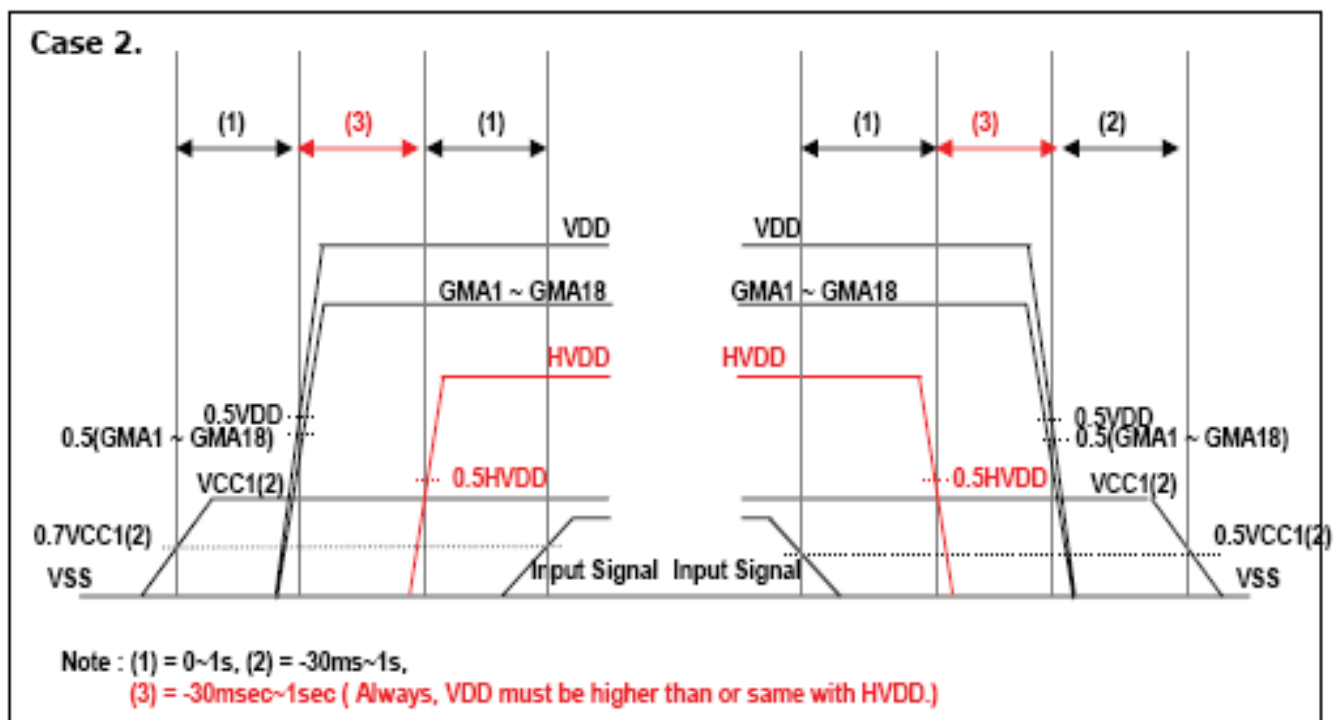 Case 2.
(1) (3) (1) (1) (3) (2)
VDD VDD
GMA1 ~ GMA18 GMA1 ~ GMA18
HVDD HVDD
0.5VDD 0.5VDD
0.5(GMA1 ~ GMA18) 0.5(GMA1 ~ GMA18)
0.5HVDD 0.5HVDD
VCC1(2) VCC1(2)
0.7VCC1(2) 0.5VCC1(2)
Input Signal Input Signal
VSS VSS
Note : (1) = 0~1s, (2) = -30ms~1s,
(3) = -30msec~1sec ( Always, VDD must be higher than or same with HVDD.)